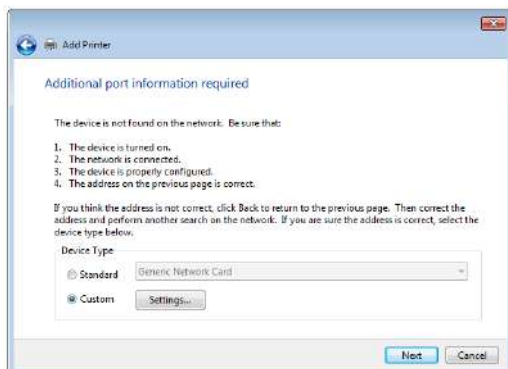 Add Printer
Additional port information required
The device is not found on the network. Be sure that:
1. The device is turned on.
2. The network is connected.
3. The device is properly configured.
4. The address on the previous page is correct.
If you think the address is not correct, click Back to return to the previous page. Then correct the
address and perform another search on the network. If you are sure the address is correct, select the
device type below.
Device Type
Standard Generic Network Card
Custom Settings...
Next Cancel